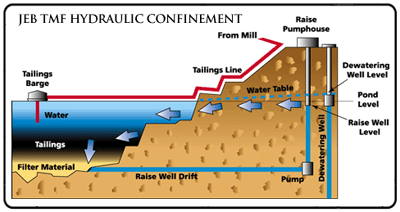 JEB TMF HYDRAULIC CONFINEMENT
Raise
Pumphouse
From Mill
Tailings
Barge
Tailings Line
Dewatering
Well Level
Water Table
Pond
Level
Water
Raise Well
Level
Tailings
Dewatering Well
Filter Material
Raise Well Drift
Pump